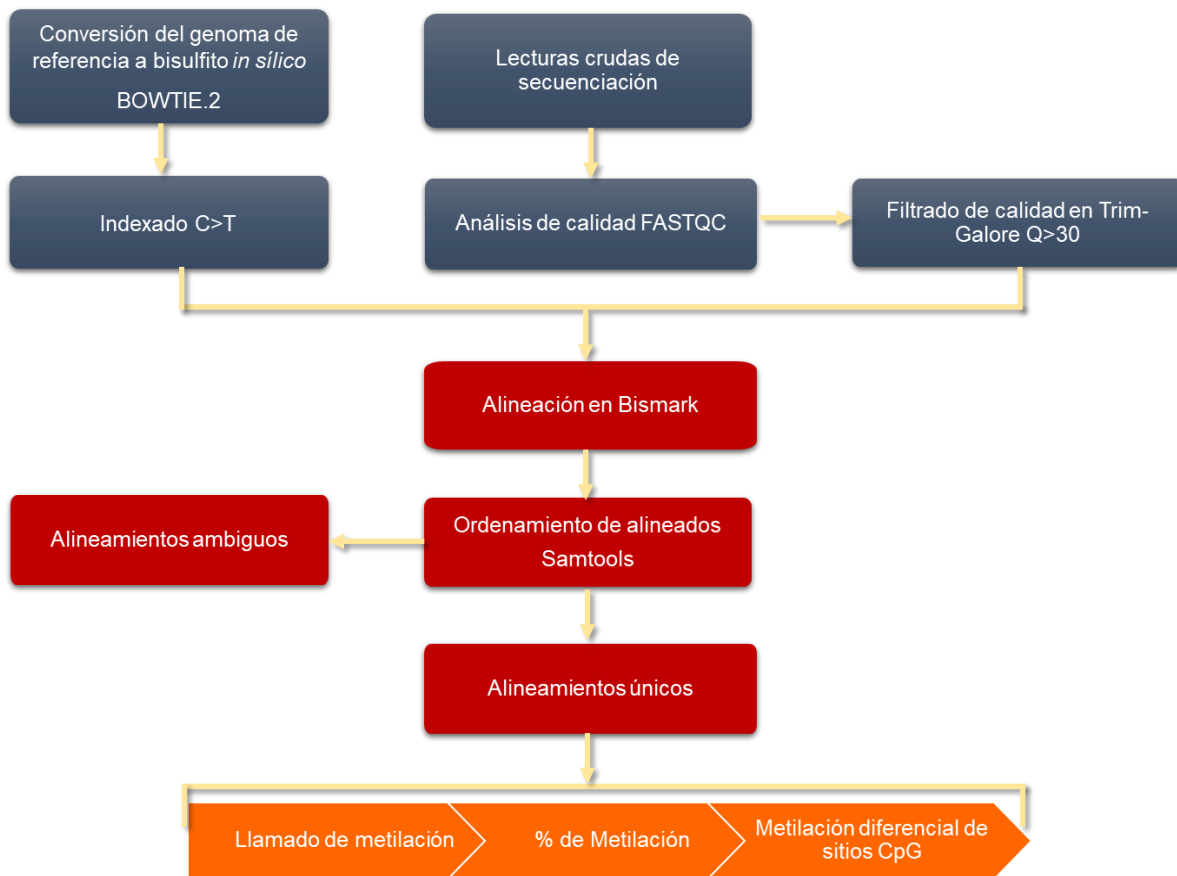 Conversión del genoma de
referencia a bisulfito in sílico
BOWTIE.2
Lecturas crudas de
secuenciación
Indexado C>T
Análisis de calidad FASTQC
Filtrado de calidad en Trim-
Galore Q>30
Alineación en Bismark
Alineamientos ambiguos
Ordenamiento de alineados
Samtools
Alineamientos únicos
Llamado de metilación
% de Metilación
Metilación diferencial de
sitios CpG